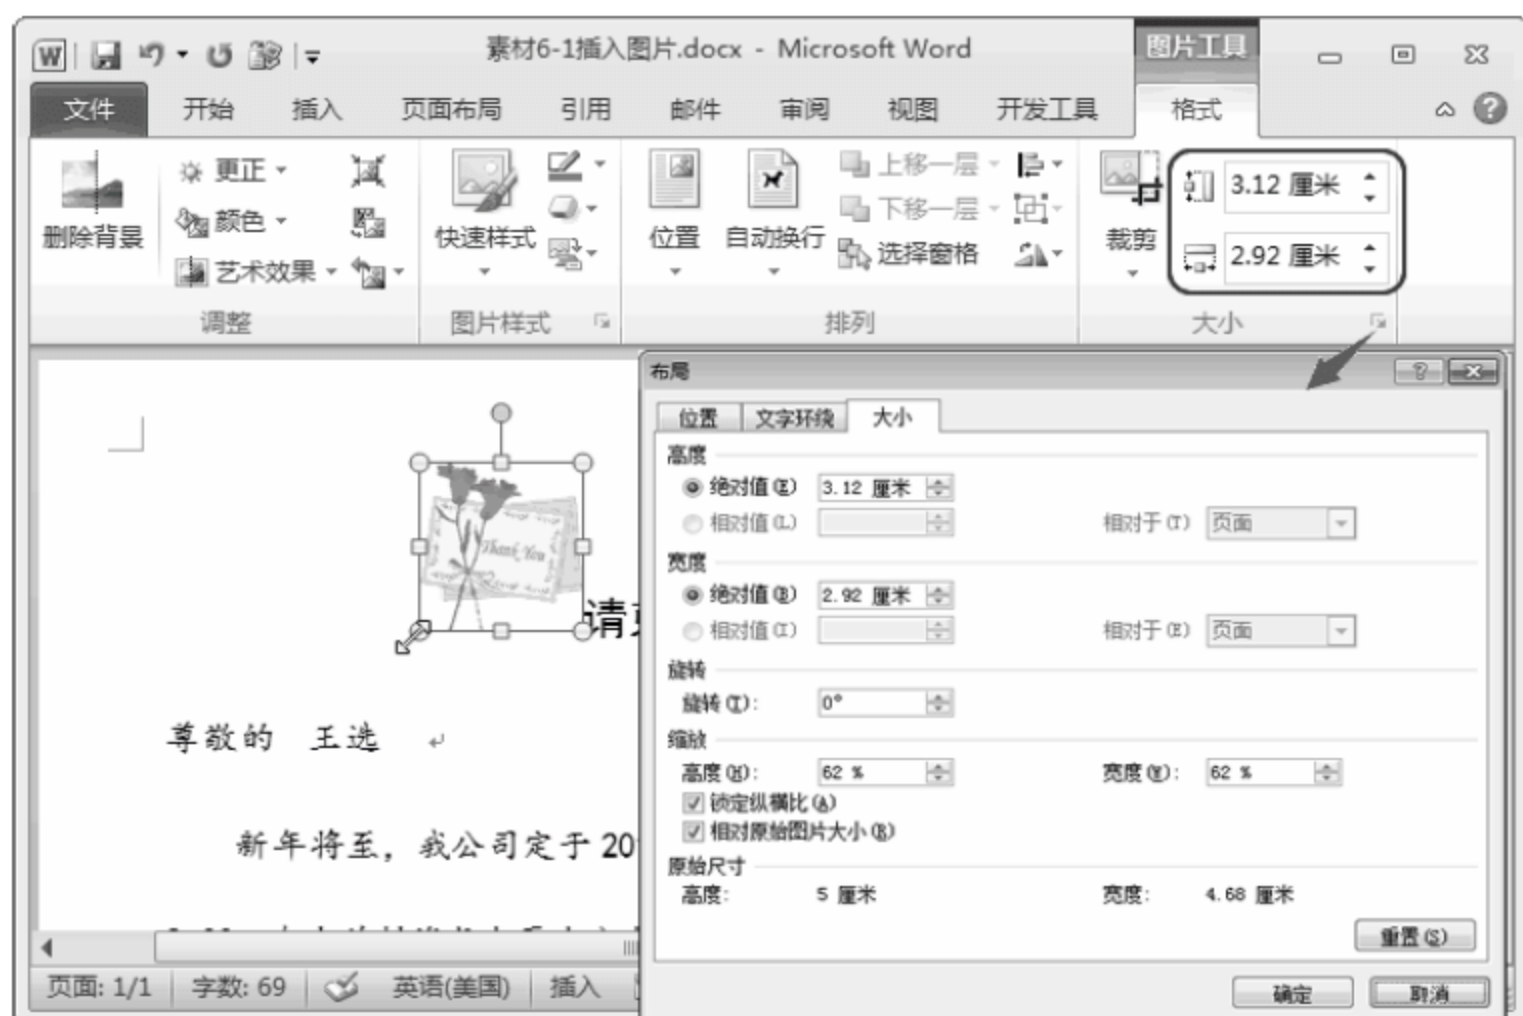 素材6-1插入图片.docx - Microsoft Word
图片工具
文件 开始 插入 页面布局 引用 邮件 审阅 视图 开发工具 格式
删除背景
更正
颜色
艺术效果
调整
快速样式
图片样式
位置
自动换行
上移一层
下移一层
选择窗格
排列
裁剪
3.12 厘米
2.92 厘米
大小
Thank You
请
尊敬的 王选
新年将至，我公司定于 20
布局
位置 文字环绕 大小
高度
绝对值(E) 3.12 厘米
相对值(L) 相对于(T) 页面
宽度
绝对值(B) 2.92 厘米
相对值(I) 相对于(E) 页面
旋转
旋转(T): 0°
缩放
高度(H): 62 % 宽度(W): 62 %
锁定纵横比(A)
相对原始图片大小(R)
原始尺寸
高度: 5 厘米 宽度: 4.68 厘米
重置(S)
确定 取消
页面: 1/1 字数: 69 英语(美国) 插入